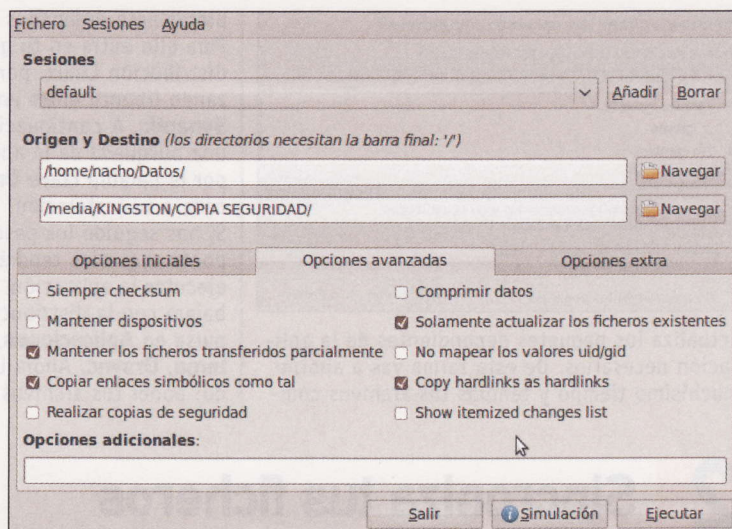 Fichero Sesiones Ayuda
Sesiones
default Añadir Borrar
Origen y Destino (los directorios necesitan la barra final: '/')
/home/nacho/Datos/ Navegar
/media/KINGSTON/COPIA SEGURIDAD/ Navegar
Opciones iniciales Opciones avanzadas Opciones extra
Siempre checksum Comprimir datos
Mantener dispositivos Solamente actualizar los ficheros existentes
Mantener los ficheros transferidos parcialmente No mapear los valores uid/gid
Copiar enlaces simbólicos como tal Copy hardlinks as hardlinks
Realizar copias de seguridad Show itemized changes list
Opciones adicionales:
Salir Simulación Ejecutar